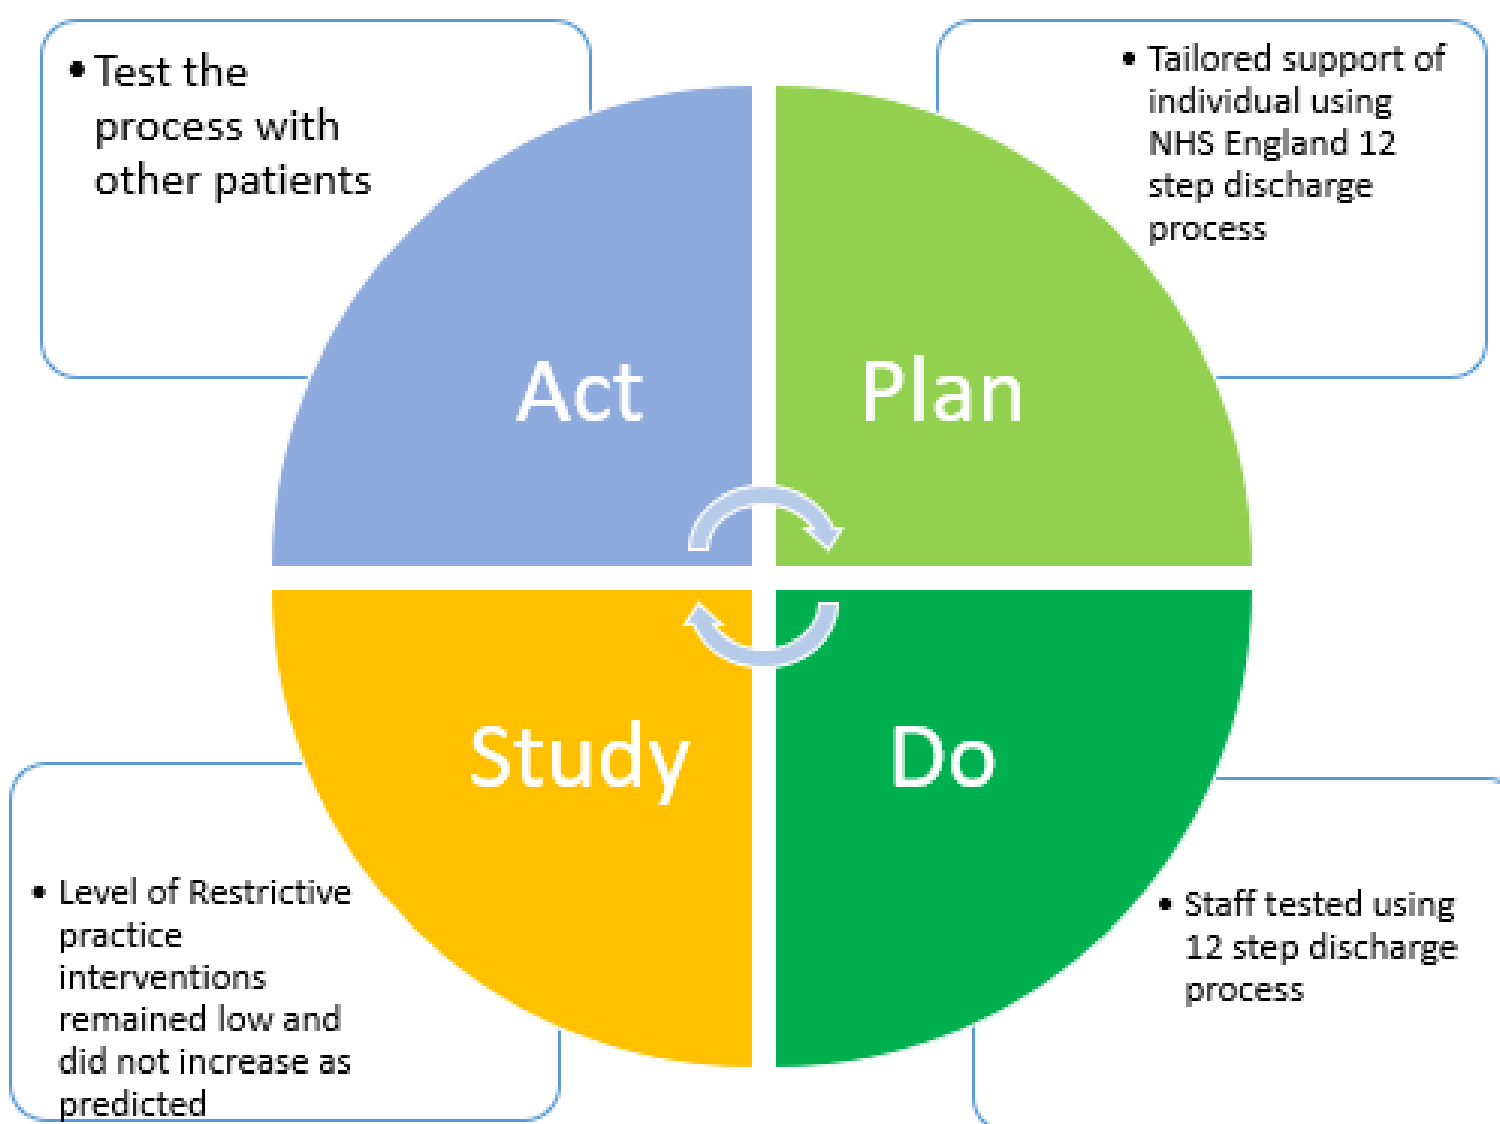 • Test the
process with
other patients
• Tailored support of
individual using
NHS England 12
step discharge
process
Act
Plan
Study
Do
• Level of Restrictive
practice
interventions
remained low and
did not increase as
predicted
• Staff tested using
12 step discharge
process